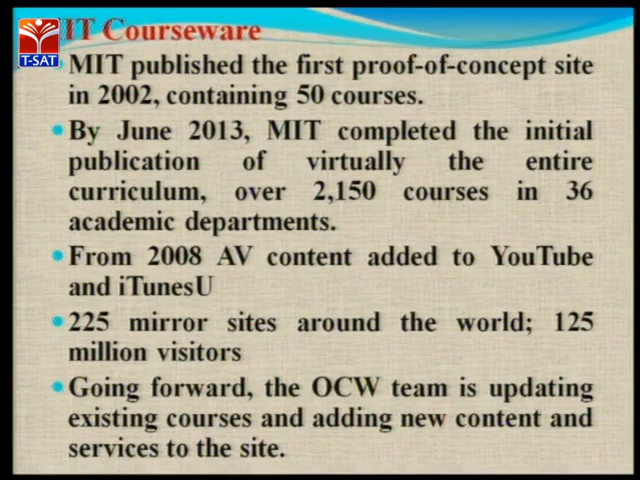 IT Courseware
T-SAT
MIT published the first proof-of-concept site
in 2002, containing 50 courses.
By June 2013, MIT completed the initial
publication of virtually the entire
curriculum, over 2,150 courses in 36
academic departments.
From 2008 AV content added to YouTube
and iTunesU
225 mirror sites around the world; 125
million visitors
Going forward, the OCW team is updating
existing courses and adding new content and
services to the site.